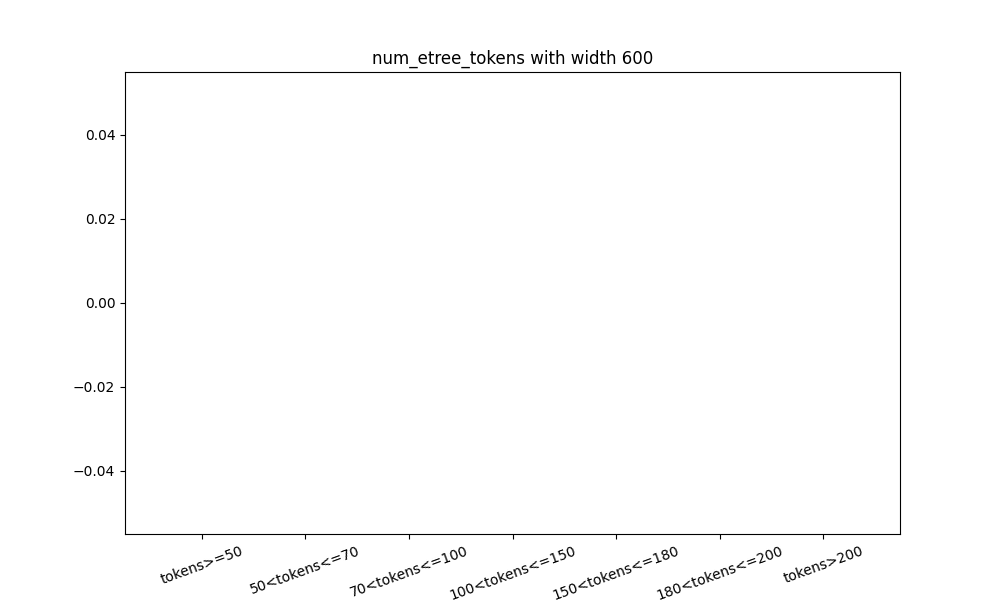 num_etree_tokens with width 600
0.04
0.02
0.00
−0.02
−0.04
tokens>=50
50<tokens<=70
70<tokens<=100
100<tokens<=150
150<tokens<=180
180<tokens<=200
tokens>200